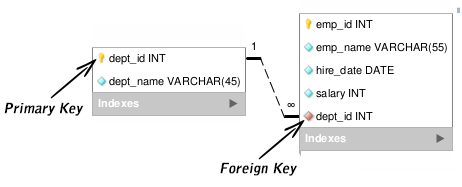 dept_id INT
dept_name VARCHAR(45)
Indexes
Primary Key
1
∞
emp_id INT
emp_name VARCHAR(55)
hire_date DATE
salary INT
dept_id INT
Indexes
Foreign Key